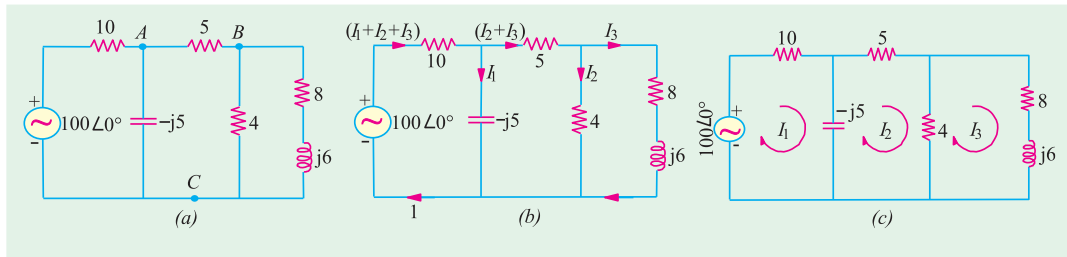 10
A
5
B
+
100∠0°
-
-j5
4
8
j6
C
(a)
(I₁+I₂+I₃)
10
(I₂+I₃)
5
I₃
I₁
I₂
+
100∠0°
-
-j5
4
8
j6
1
(b)
10
5
+
100∠0°
-
I₁
-j5
I₂
4
I₃
8
j6
(c)